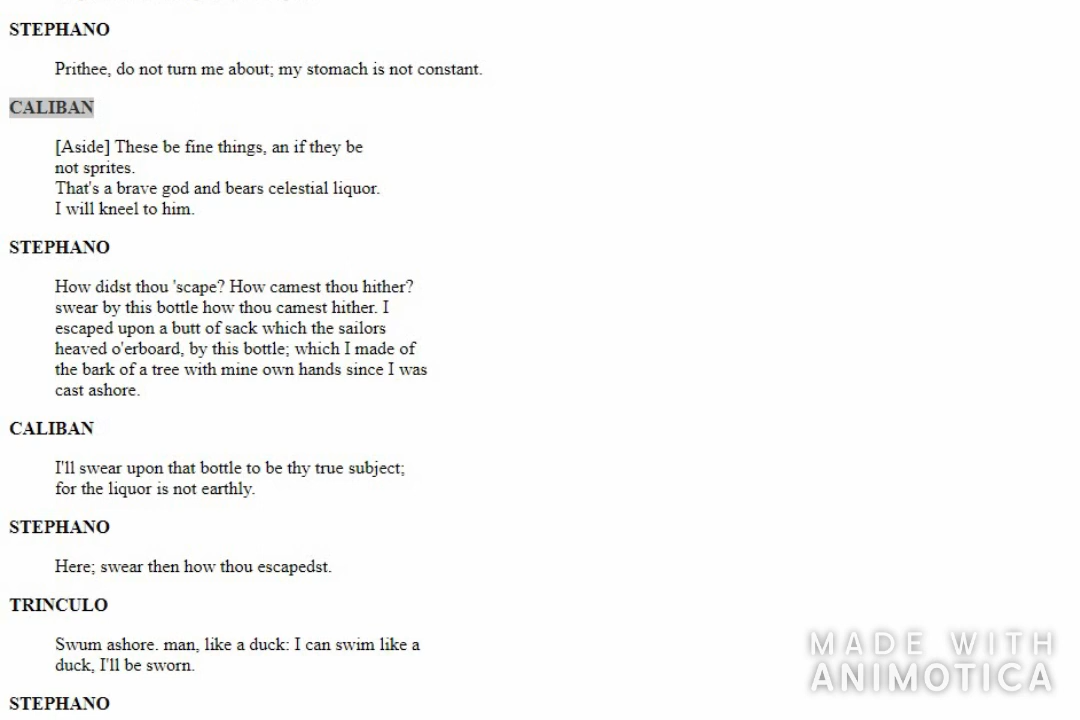 STEPHANO
Prithee, do not turn me about; my stomach is not constant.
CALIBAN
[Aside] These be fine things, an if they be
not sprites.
That's a brave god and bears celestial liquor.
I will kneel to him.
STEPHANO
How didst thou 'scape? How camest thou hither?
swear by this bottle how thou camest hither. I
escaped upon a butt of sack which the sailors
heaved o'erboard, by this bottle; which I made of
the bark of a tree with mine own hands since I was
cast ashore.
CALIBAN
I'll swear upon that bottle to be thy true subject;
for the liquor is not earthly.
STEPHANO
Here; swear then how thou escapedst.
TRINCULO
Swum ashore. man, like a duck: I can swim like a
duck, I'll be sworn.
STEPHANO
MADE WITH
ANIMOTICA